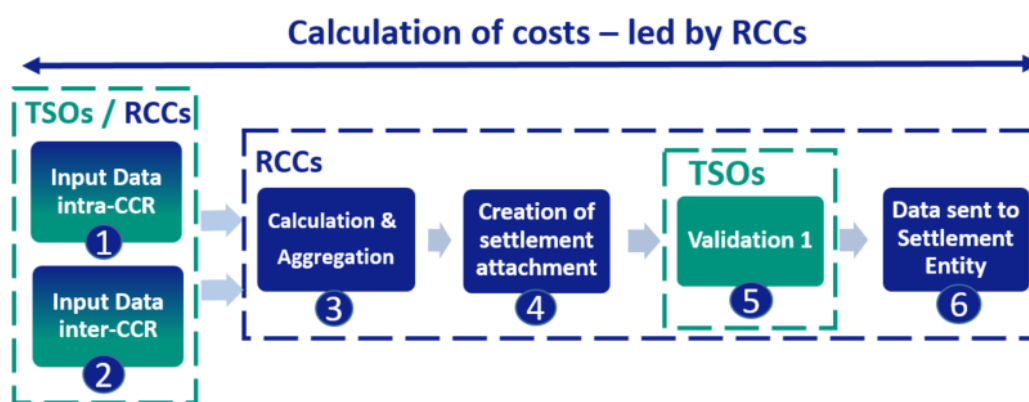 Calculation of costs – led by RCCs
TSOs / RCCs
Input Data
intra-CCR
1
Input Data
inter-CCR
2
RCCs
Calculation &
Aggregation
3
Creation of
settlement
attachment
4
TSOs
Validation 1
5
Data sent to
Settlement
Entity
6